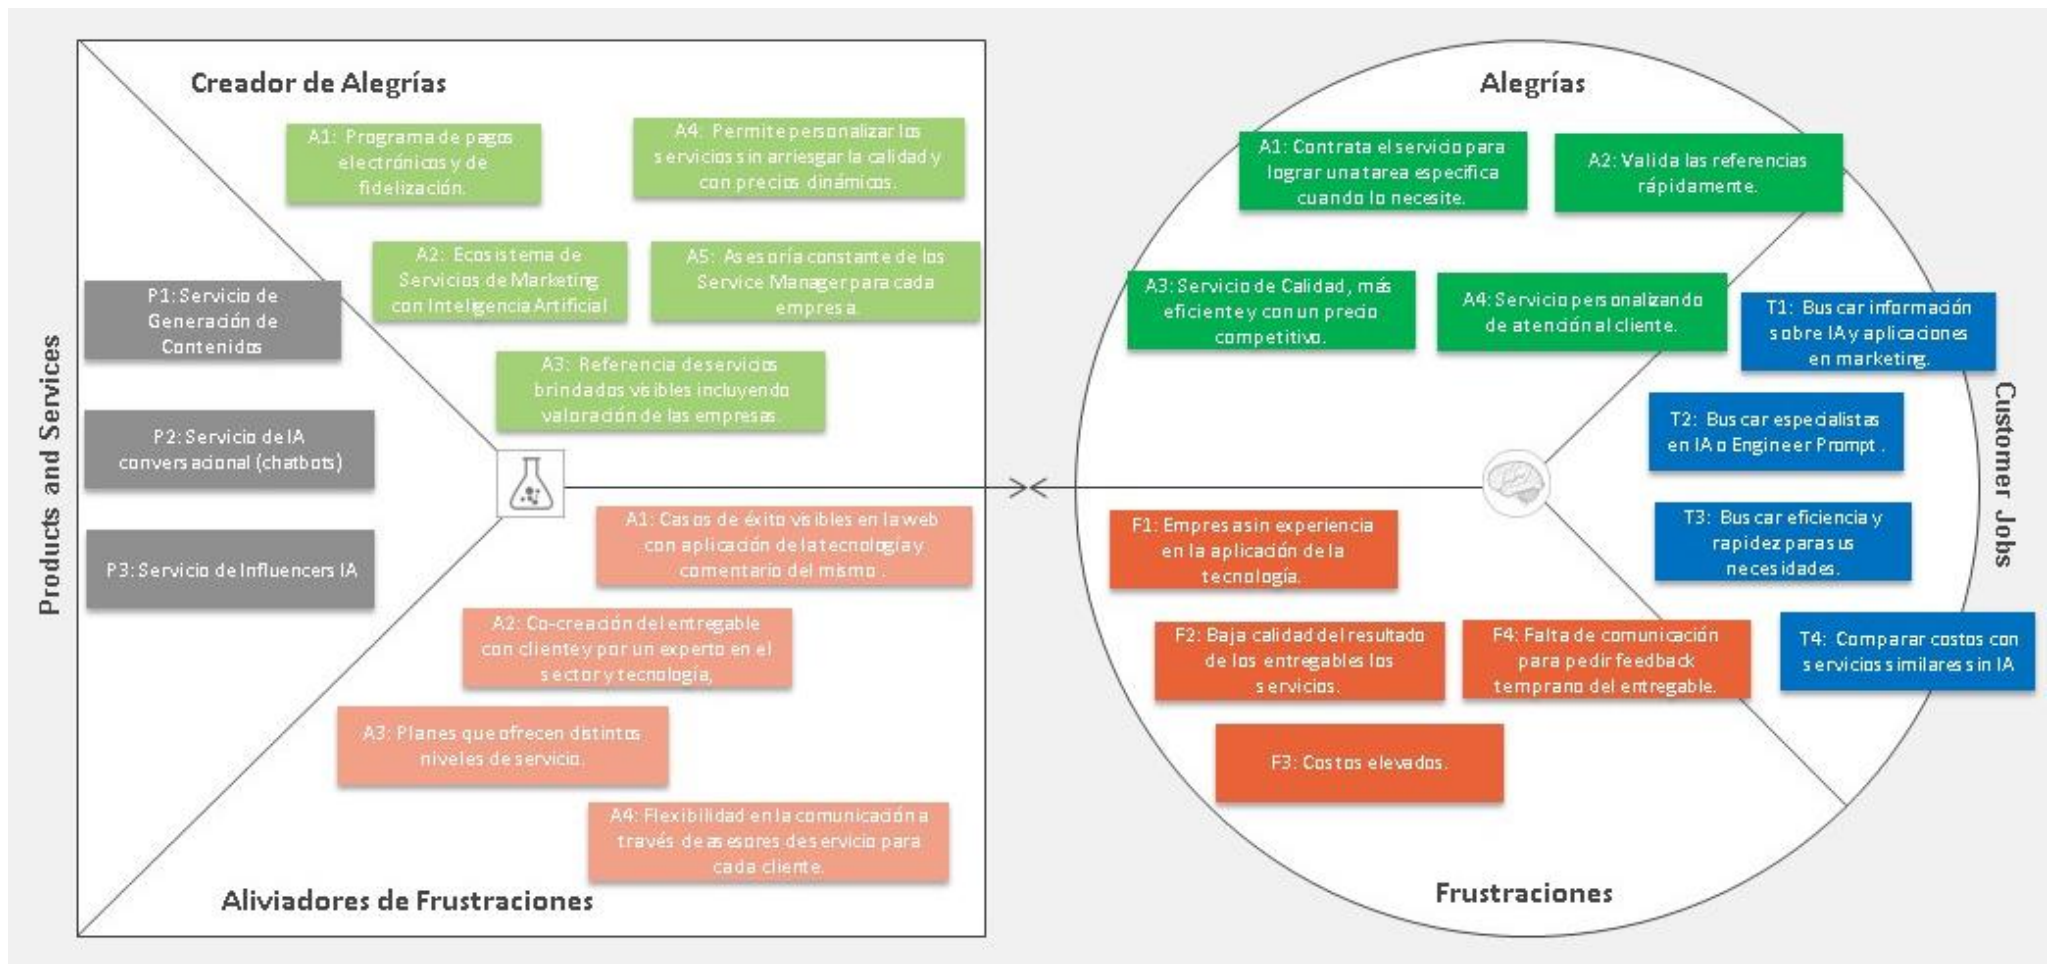 Creador de Alegrías
A1: Programa de pagos
electrónicos y de
fidelización.
A4: Permite personalizar los
servicios sin arriesgar la calidad y
con precios dinámicos.
A2: Ecosistema de
Servicios de Marketing
con Inteligencia Artificial
A5: Asesoría constante de los
Service Manager para cada
empresa.
A3: Referencia de servicios
brindados visibles incluyendo
valoración de las empresas.
Products and Services
P1: Servicio de
Generación de
Contenidos
P2: Servicio de IA
conversacional (chatbots)
P3: Servicio de Influencers IA
A1: Casos de éxito visibles en la web
con aplicación de la tecnología y
comentario del mismo .
A2: Co-creación del entregable
con cliente y por un experto en el
sector y tecnología,
A3: Planes que ofrecen distintos
niveles de servicio.
A4: Flexibilidad en la comunicación a
través de asesores de servicio para
cada cliente.
Aliviadores de Frustraciones
Alegrías
A1: Contrata el servicio para
lograr una tarea especifica
cuando lo necesite.
A2: Valida las referencias
rápidamente.
A3: Servicio de Calidad, más
eficiente y con un precio
competitivo.
A4: Servicio personalizando
de atención al cliente.
T1: Buscar información
sobre IA y aplicaciones
en marketing.
T2: Buscar especialistas
en IA o Engineer Prompt .
T3: Buscar eficiencia y
rapidez para sus
necesidades.
T4: Comparar costos con
servicios similares sin IA
Customer Jobs
F1: Empresa sin experiencia
en la aplicación de la
tecnología.
F2: Baja calidad del resultado
de los entregables los
servicios.
F4: Falta de comunicación
para pedir feedback
temprano del entregable.
F3: Costos elevados.
Frustraciones